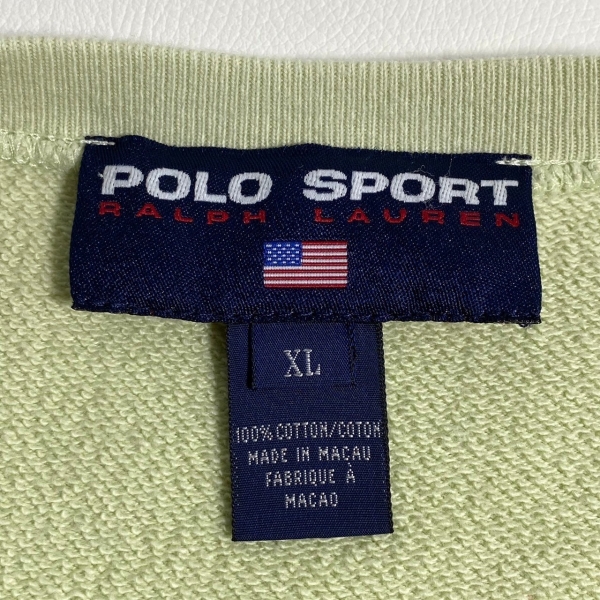 POLO SPORT
RALPH LAUREN
XL
100% COTTON/COTON
MADE IN MACAU
FABRIQUE À
MACAO